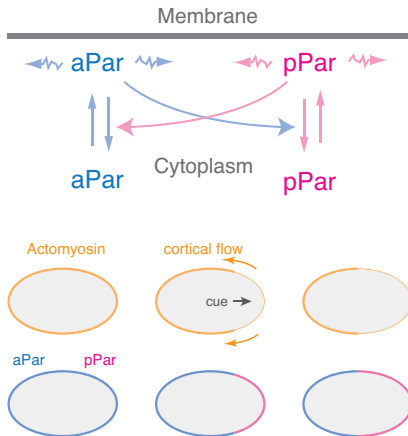 Membrane
aPar pPar
Cytoplasm
aPar pPar
Actomyosin cortical flow
cue
aPar pPar